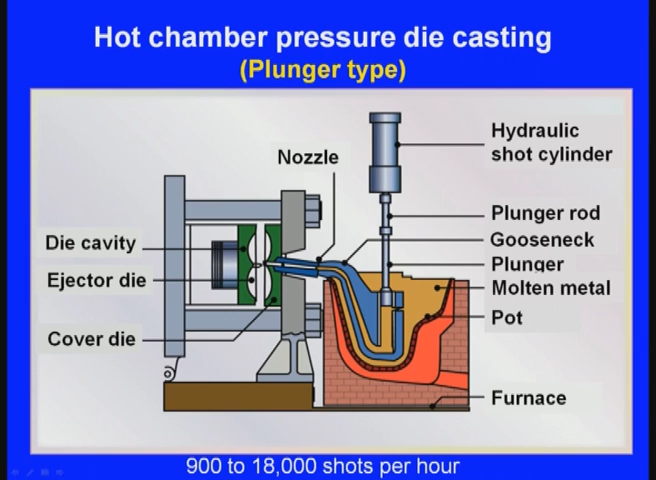 Hot chamber pressure die casting
(Plunger type)
Hydraulic
shot cylinder
Nozzle
Plunger rod
Gooseneck
Plunger
Molten metal
Pot
Furnace
Die cavity
Ejector die
Cover die
900 to 18,000 shots per hour